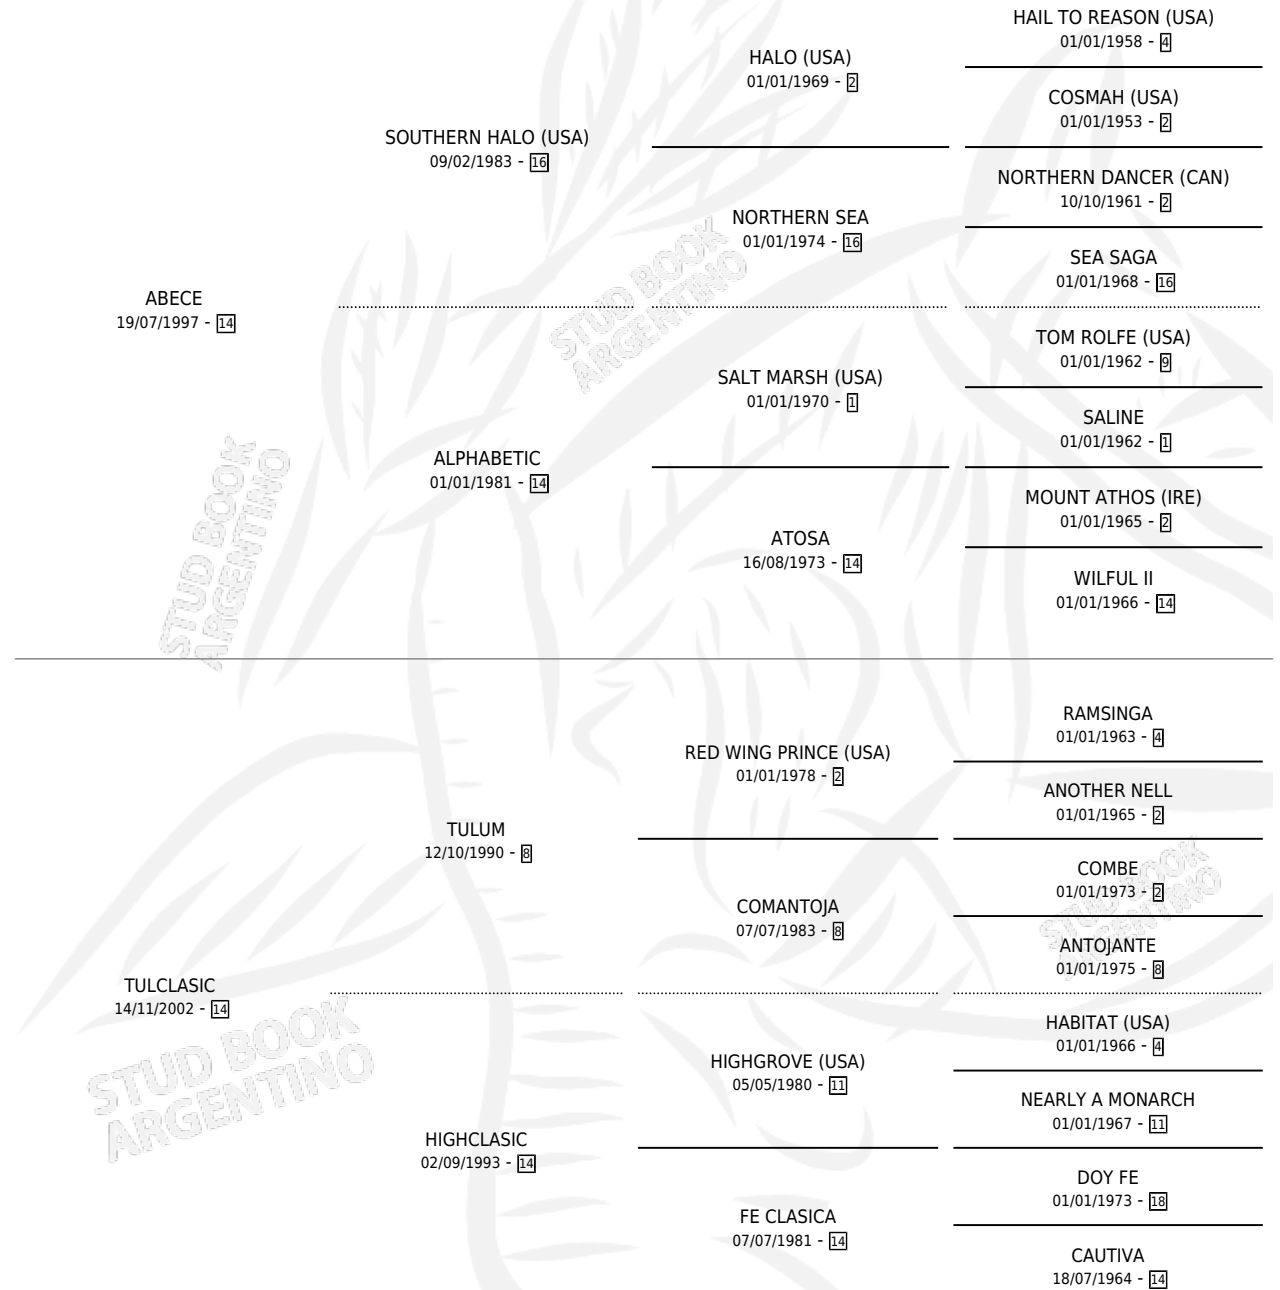 HAIL TO REASON (USA)
01/01/1958 - 4
HALO (USA)
01/01/1969 - 2
COSMAH (USA)
01/01/1953 - 2
SOUTHERN HALO (USA)
09/02/1983 - 16
NORTHERN DANCER (CAN)
10/10/1961 - 2
NORTHERN SEA
01/01/1974 - 16
SEA SAGA
01/01/1968 - 16
ABECE
19/07/1997 - 14
STUD BOOK
ARGENTINO
TOM ROLFE (USA)
01/01/1962 - 9
SALT MARSH (USA)
01/01/1970 - 1
SALINE
01/01/1962 - 1
ALPHABETIC
01/01/1981 - 14
MOUNT ATHOS (IRE)
01/01/1965 - 2
ATOSA
16/08/1973 - 14
WILFUL II
01/01/1966 - 14
STUD BOOK
ARGENTINO
RAMSINGA
01/01/1963 - 4
RED WING PRINCE (USA)
01/01/1978 - 2
ANOTHER NELL
01/01/1965 - 2
TULUM
12/10/1990 - 8
COMBE
01/01/1973 - 2
COMANTOJA
07/07/1983 - 8
STUD BOOK
ARGENTINO
ANTOJANTE
01/01/1975 - 8
TULCLASIC
14/11/2002 - 14
STUD BOOK
ARGENTINO
HABITAT (USA)
01/01/1966 - 4
HIGHGROVE (USA)
05/05/1980 - 11
NEARLY A MONARCH
01/01/1967 - 11
HIGHCLASIC
02/09/1993 - 14
DOY FE
01/01/1973 - 18
FE CLASICA
07/07/1981 - 14
CAUTIVA
18/07/1964 - 14